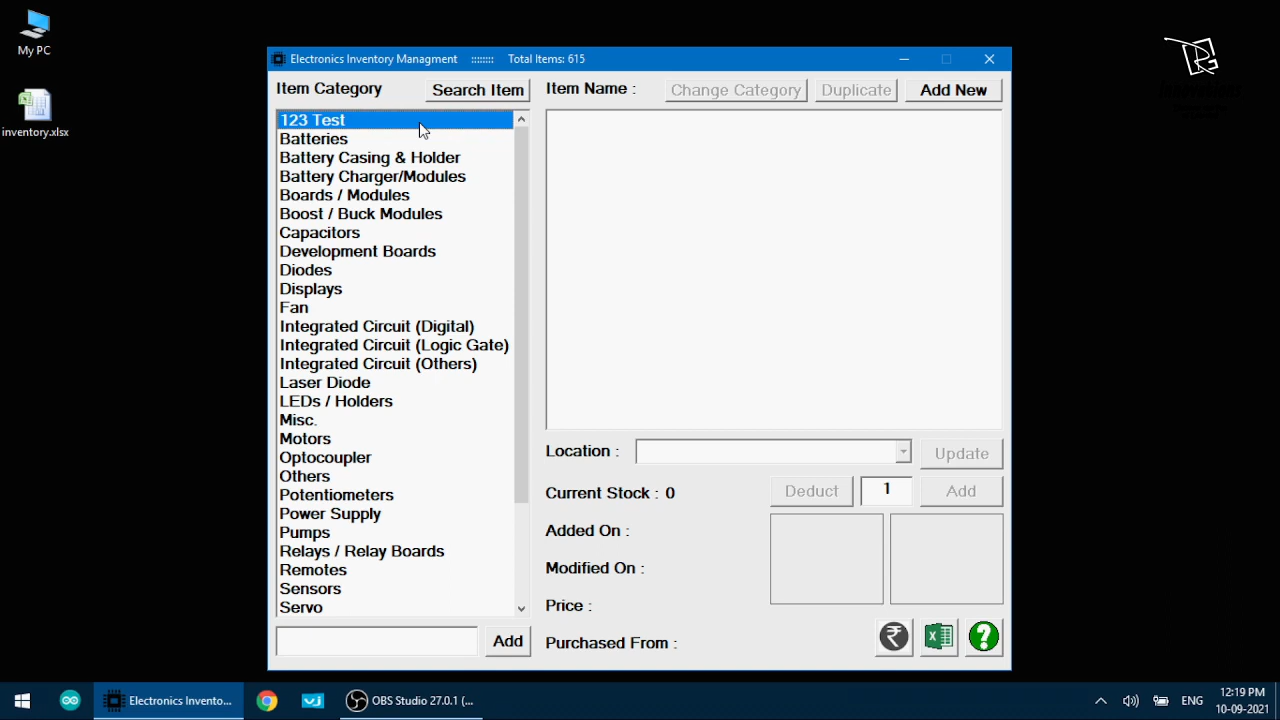 My PC
inventory.xlsx
Electronics Inventory Managment :::::::: Total Items: 615
Item Category
Search Item
Item Name :
Change Category
Duplicate
Add New
123 Test
Batteries
Battery Casing & Holder
Battery Charger/Modules
Boards / Modules
Boost / Buck Modules
Capacitors
Development Boards
Diodes
Displays
Fan
Integrated Circuit (Digital)
Integrated Circuit (Logic Gate)
Integrated Circuit (Others)
Laser Diode
LEDs / Holders
Misc.
Motors
Optocoupler
Others
Potentiometers
Power Supply
Pumps
Relays / Relay Boards
Remotes
Sensors
Servo
Add
Location :
Update
Current Stock : 0
Deduct
1
Add
Added On :
Modified On :
Price :
Purchased From :
Electronics Invento...
OBS Studio 27.0.1 (...
ENG
12:19 PM
10-09-2021